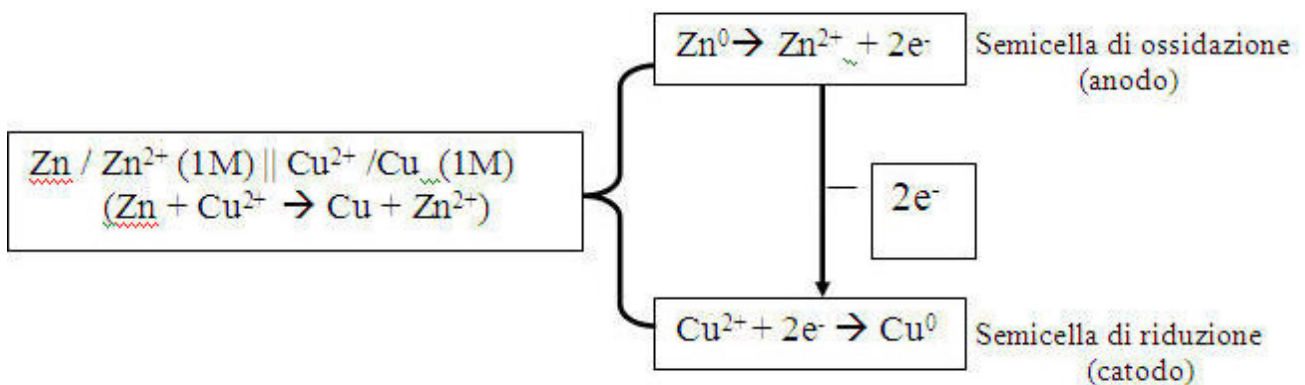 Zn⁰→ Zn²⁺ + 2e⁻
Semicella di ossidazione
(anodo)
Zn / Zn²⁺ (1M) || Cu²⁺ /Cu (1M)
(Zn + Cu²⁺ → Cu + Zn²⁺)
2e⁻
Cu²⁺ + 2e⁻ → Cu⁰
Semicella di riduzione
(catodo)